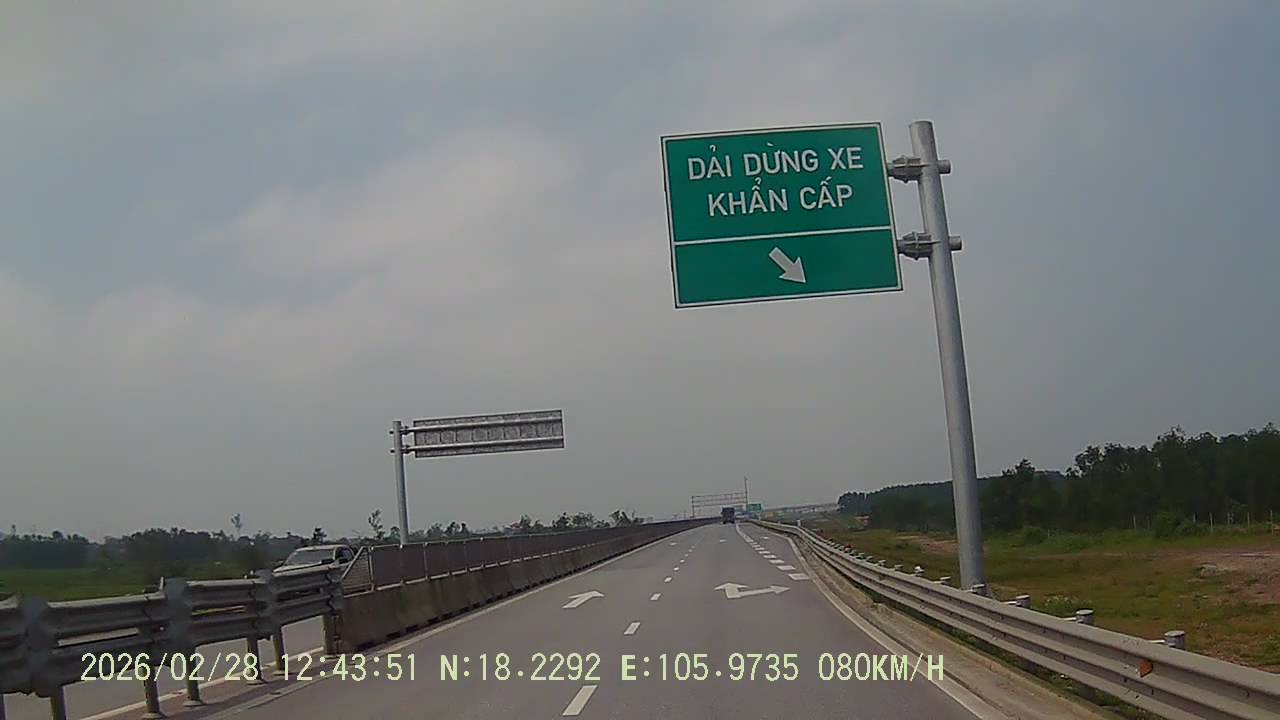 DẢI DỪNG XE
KHẨN CẤP
2026/02/28 12:43:51 N:18.2292 E:105.9735 080KM/H